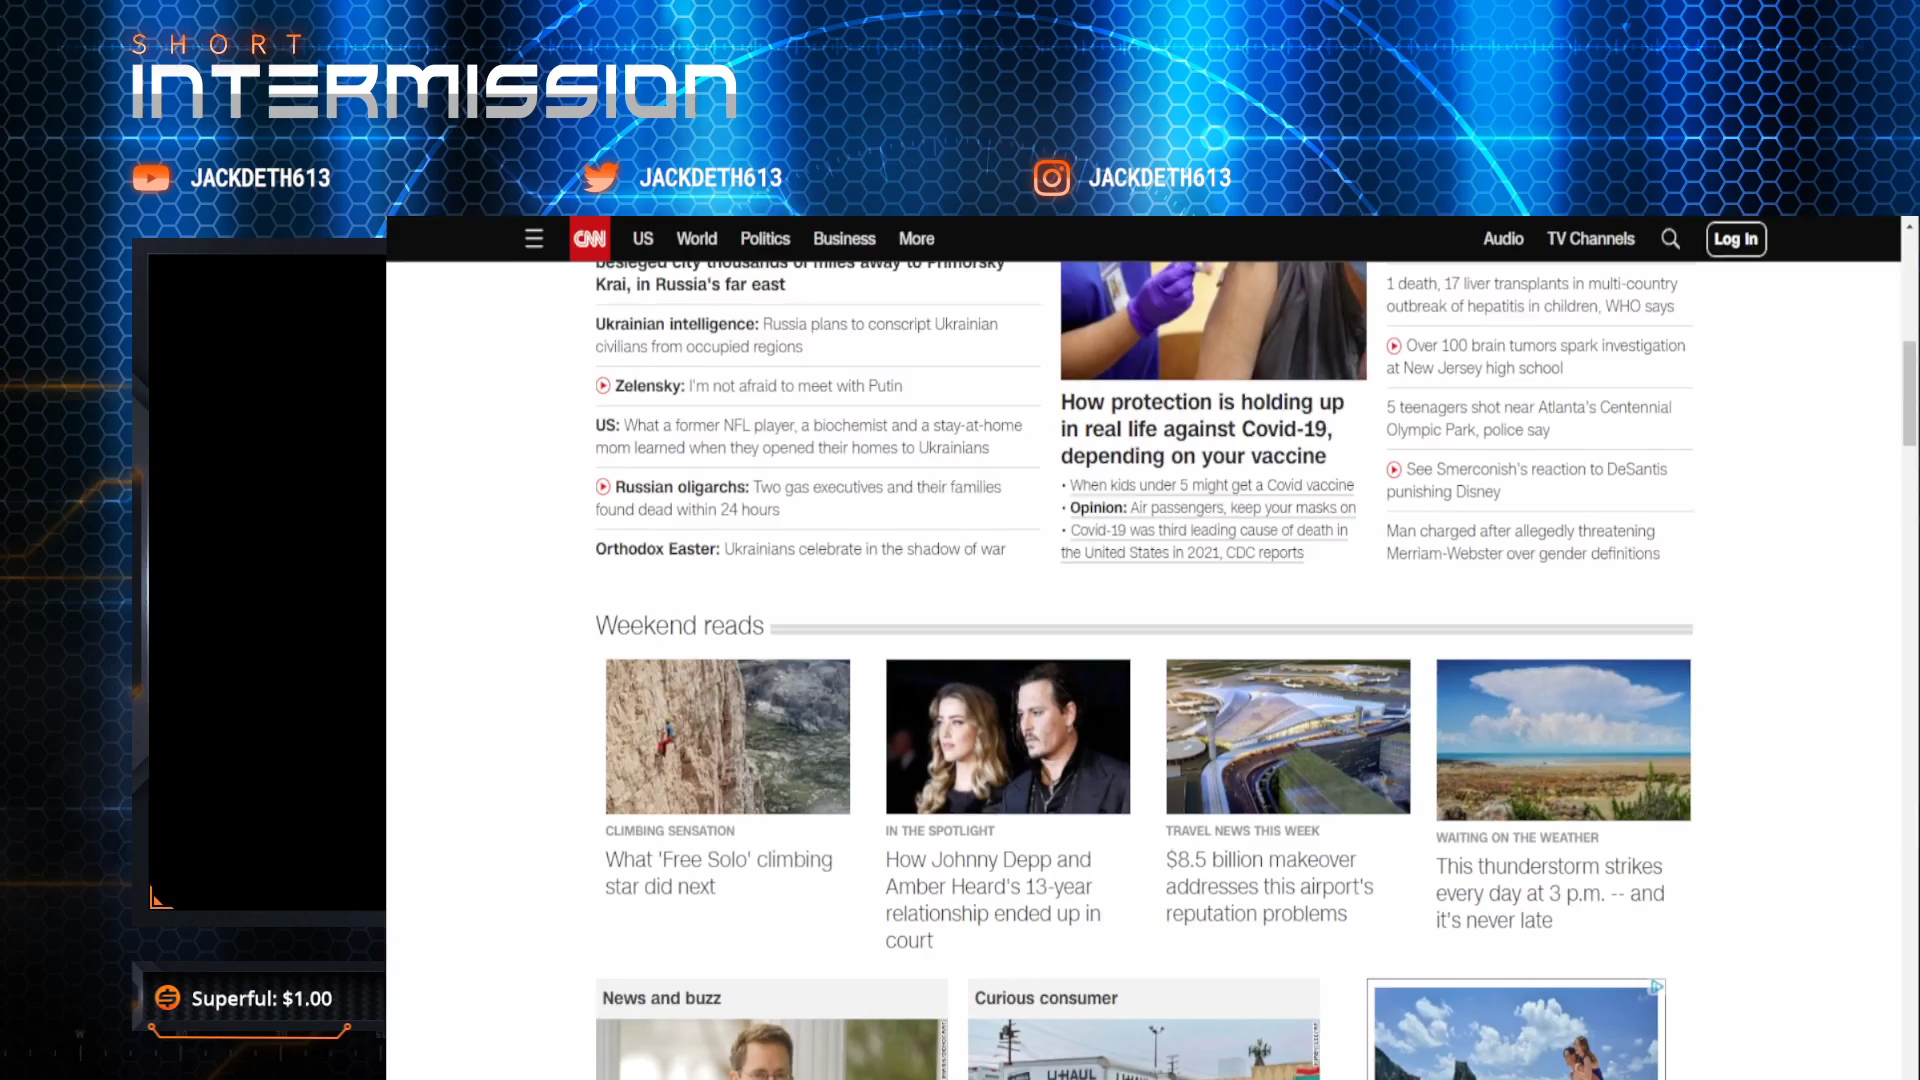 SHORT
INTERMISSION
JACKDETH613
JACKDETH613
JACKDETH613
CNN
US
World
Politics
Business
More
Audio
TV Channels
Log In
besieged city thousands of miles away to Primorsky
Krai, in Russia's far east
Ukrainian intelligence: Russia plans to conscript Ukrainian
civilians from occupied regions
Zelensky: I'm not afraid to meet with Putin
US: What a former NFL player, a biochemist and a stay-at-home
mom learned when they opened their homes to Ukrainians
Russian oligarchs: Two gas executives and their families
found dead within 24 hours
Orthodox Easter: Ukrainians celebrate in the shadow of war
How protection is holding up
in real life against Covid-19,
depending on your vaccine
• When kids under 5 might get a Covid vaccine
• Opinion: Air passengers, keep your masks on
• Covid-19 was third leading cause of death in
the United States in 2021, CDC reports
1 death, 17 liver transplants in multi-country
outbreak of hepatitis in children, WHO says
Over 100 brain tumors spark investigation
at New Jersey high school
5 teenagers shot near Atlanta's Centennial
Olympic Park, police say
See Smerconish's reaction to DeSantis
punishing Disney
Man charged after allegedly threatening
Merriam-Webster over gender definitions
Weekend reads
CLIMBING SENSATION
What 'Free Solo' climbing
star did next
IN THE SPOTLIGHT
How Johnny Depp and
Amber Heard's 13-year
relationship ended up in
court
TRAVEL NEWS THIS WEEK
$8.5 billion makeover
addresses this airport's
reputation problems
WAITING ON THE WEATHER
This thunderstorm strikes
every day at 3 p.m. -- and
it's never late
Superful: $1.00
News and buzz
Curious consumer
U-HAUL
W